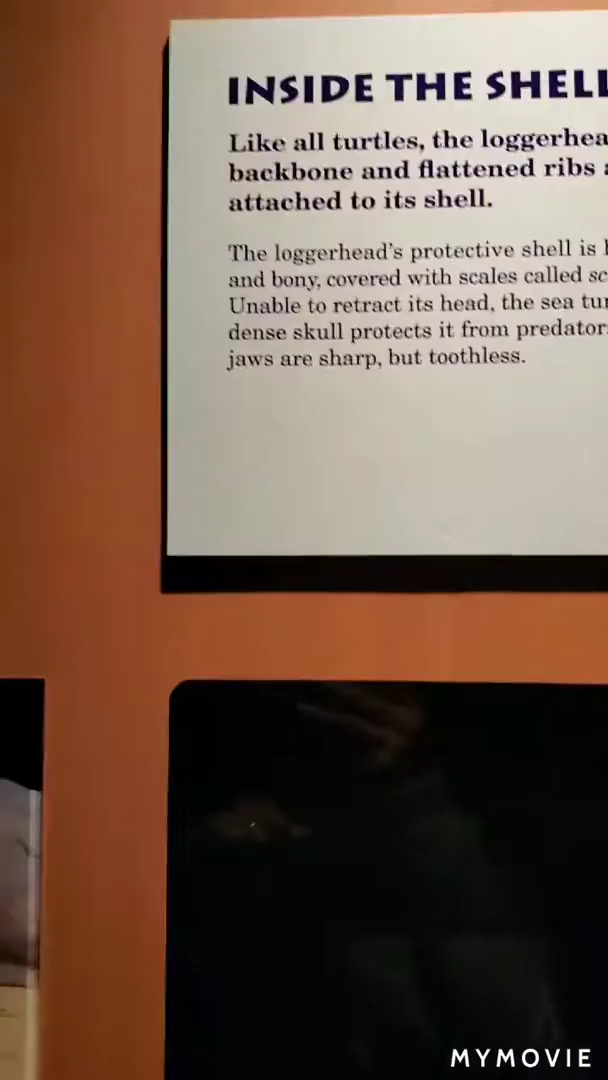 INSIDE THE SHELL
Like all turtles, the loggerhea
backbone and flattened ribs a
attached to its shell.
The loggerhead's protective shell is h
and bony, covered with scales called sc
Unable to retract its head, the sea tur
dense skull protects it from predator
jaws are sharp, but toothless.
MYMOVIE